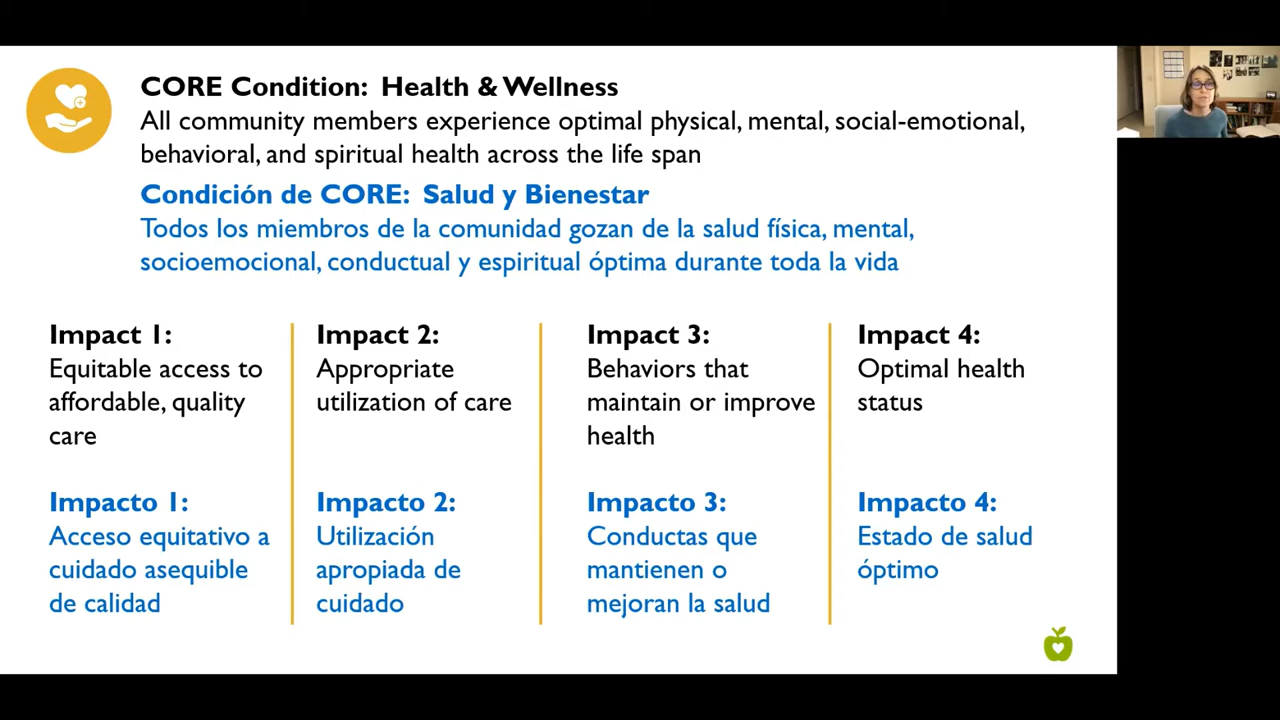 CORE Condition: Health & Wellness
All community members experience optimal physical, mental, social-emotional,
behavioral, and spiritual health across the life span
Condición de CORE: Salud y Bienestar
Todos los miembros de la comunidad gozan de la salud física, mental,
socioemocional, conductual y espiritual óptima durante toda la vida
Impact 1:
Equitable access to
affordable, quality
care
Impacto 1:
Acceso equitativo a
cuidado asequible
de calidad
Impact 2:
Appropriate
utilization of care
Impacto 2:
Utilización
apropiada de
cuidado
Impact 3:
Behaviors that
maintain or improve
health
Impacto 3:
Conductas que
mantienen o
mejoran la salud
Impact 4:
Optimal health
status
Impacto 4:
Estado de salud
óptimo